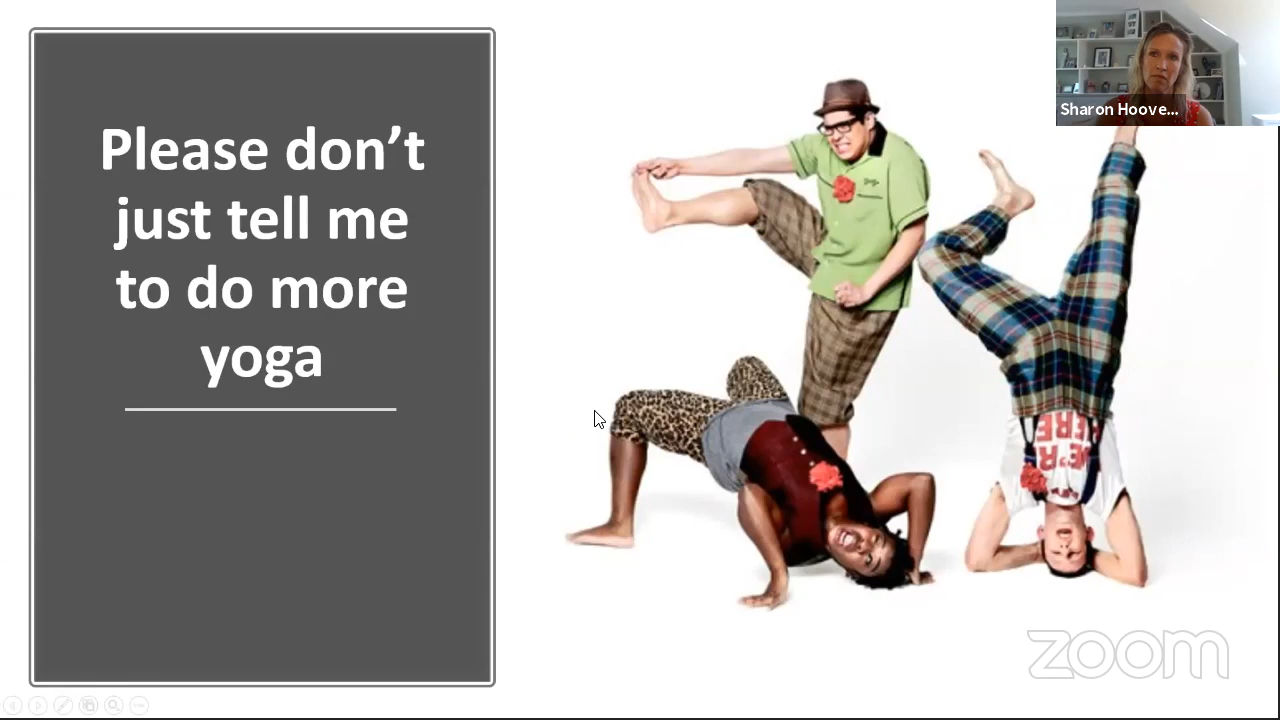 Please don’t
just tell me
to do more
yoga
Sharon Hoove...
zoom